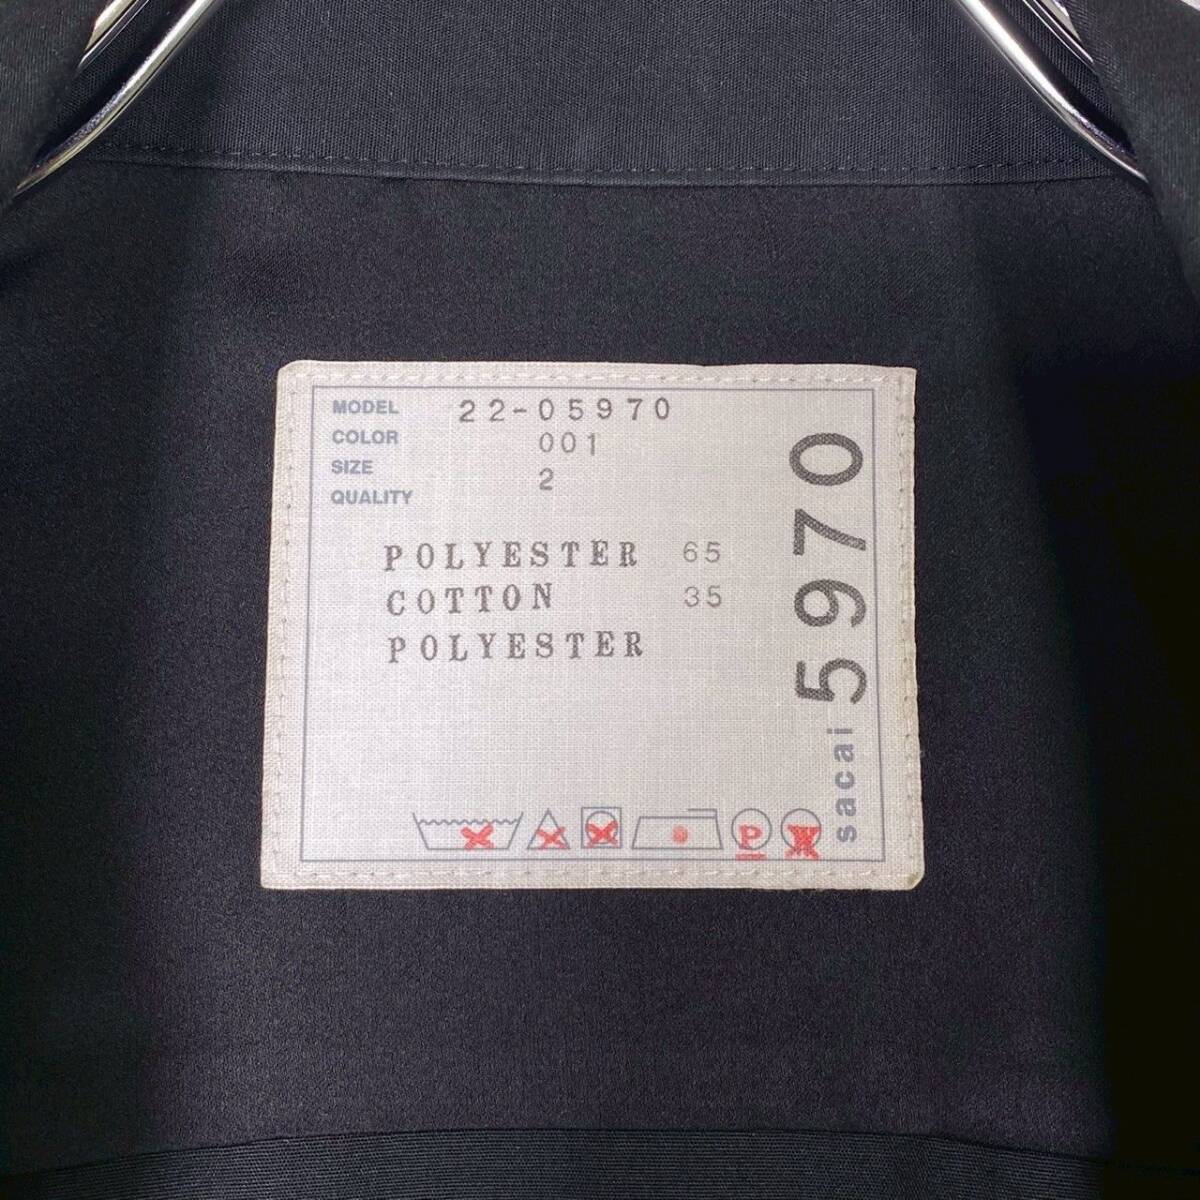 MODEL 22-05970
COLOR 001
SIZE 2
QUALITY
POLYESTER 65
COTTON 35
POLYESTER
P
W
sacai 5970